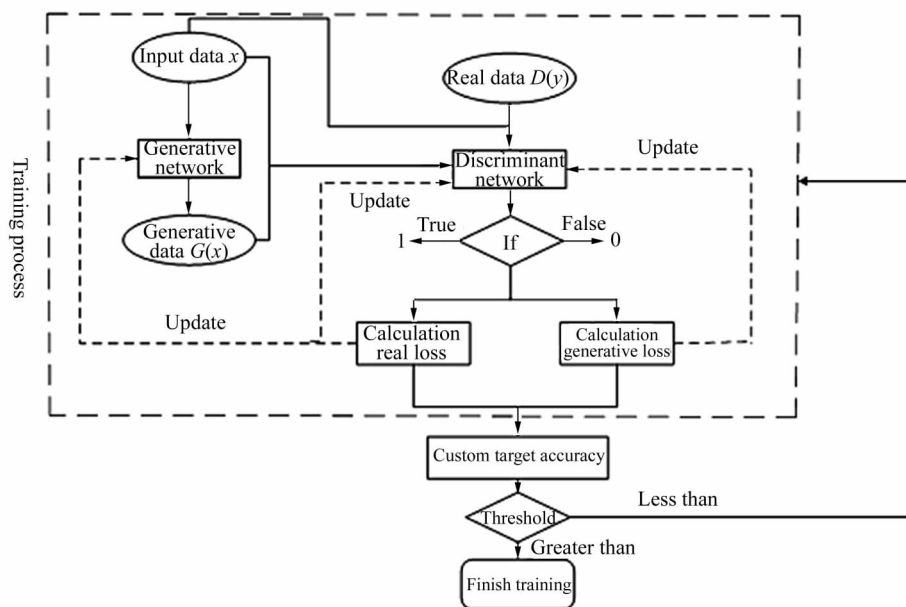 Training process
Input data x
Real data D(y)
Generative
network
Discriminant
network
Update
Update
Generative
data G(x)
True
1
If
False
0
Update
Calculation
real loss
Calculation
generative loss
Custom target accuracy
Threshold
Less than
Greater than
Finish training